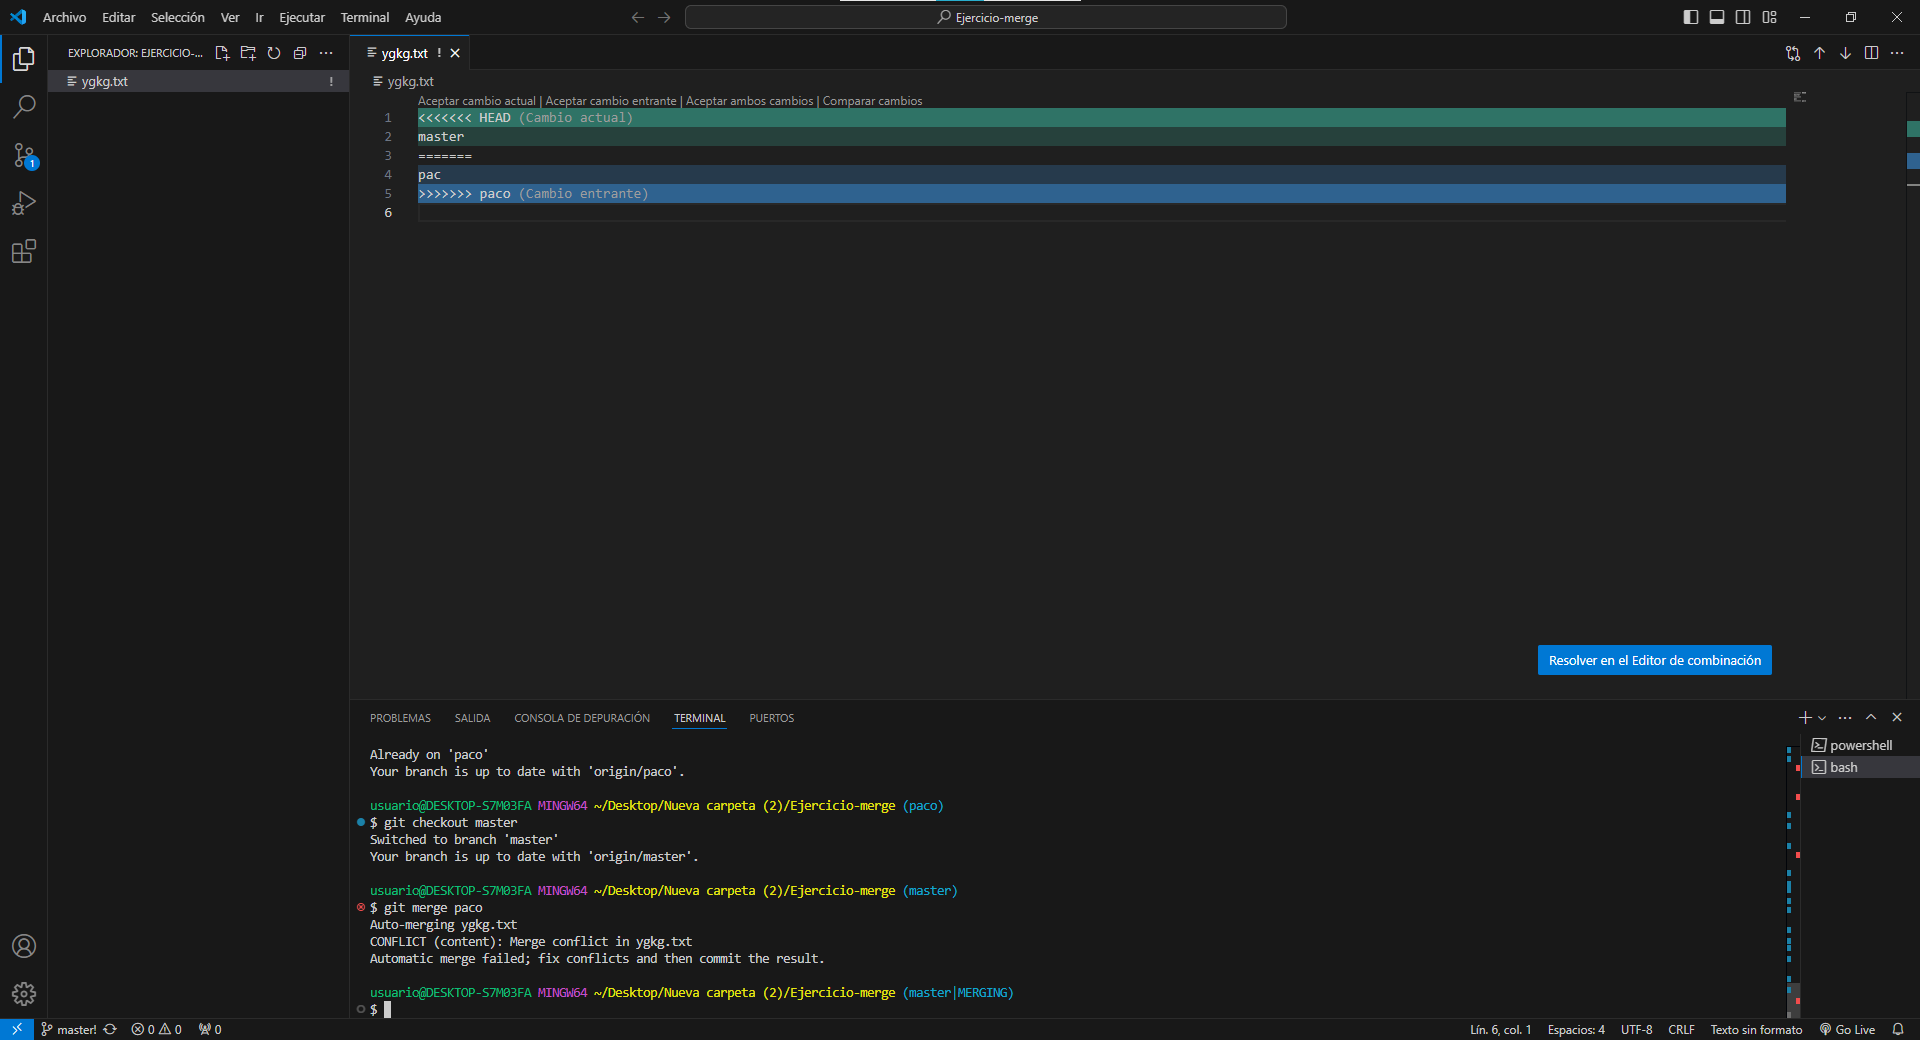 Archivo Editar Selección Ver Ir Ejecutar Terminal Ayuda
Ejercicio-merge
EXPLORADOR: EJERCICIO-...
ygkg.txt !
ygkg.txt !
ygkg.txt
Aceptar cambio actual | Aceptar cambio entrante | Aceptar ambos cambios | Comparar cambios
1 <<<<<<< HEAD (Cambio actual)
2 master
3 =======
4 pac
5 >>>>>>> paco (Cambio entrante)
6
1
Resolver en el Editor de combinación
PROBLEMAS SALIDA CONSOLA DE DEPURACIÓN TERMINAL PUERTOS
powershell
bash
Already on 'paco'
Your branch is up to date with 'origin/paco'.
usuario@DESKTOP-S7M03FA MINGW64 ~/Desktop/Nueva carpeta (2)/Ejercicio-merge (paco)
$ git checkout master
Switched to branch 'master'
Your branch is up to date with 'origin/master'.
usuario@DESKTOP-S7M03FA MINGW64 ~/Desktop/Nueva carpeta (2)/Ejercicio-merge (master)
$ git merge paco
Auto-merging ygkg.txt
CONFLICT (content): Merge conflict in ygkg.txt
Automatic merge failed; fix conflicts and then commit the result.
usuario@DESKTOP-S7M03FA MINGW64 ~/Desktop/Nueva carpeta (2)/Ejercicio-merge (master|MERGING)
$
master! 0 0 0 Lín. 6, col. 1 Espacios: 4 UTF-8 CRLF Texto sin formato Go Live